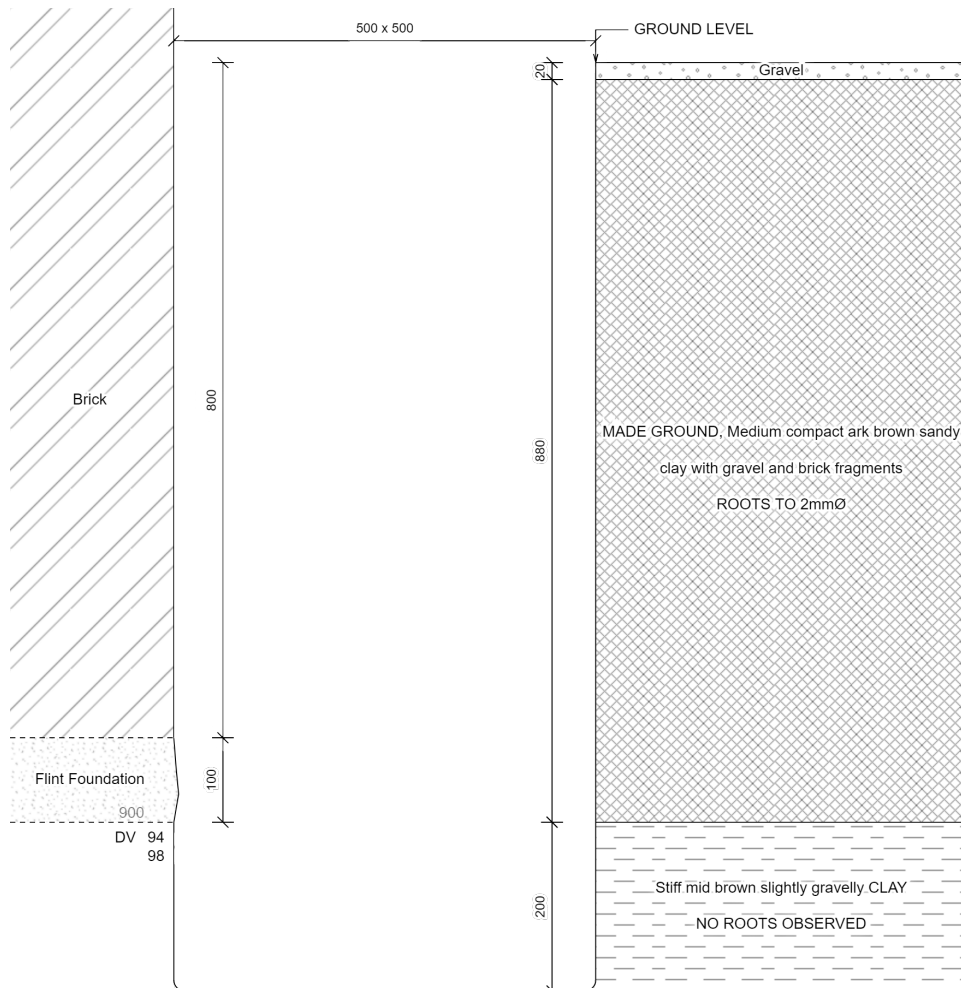 500 x 500
GROUND LEVEL
20
Gravel
Brick
800
880
MADE GROUND, Medium compact ark brown sandy
clay with gravel and brick fragments
ROOTS TO 2mmØ
Flint Foundation
100
900
DV 94
98
Stiff mid brown slightly gravelly CLAY
200
NO ROOTS OBSERVED